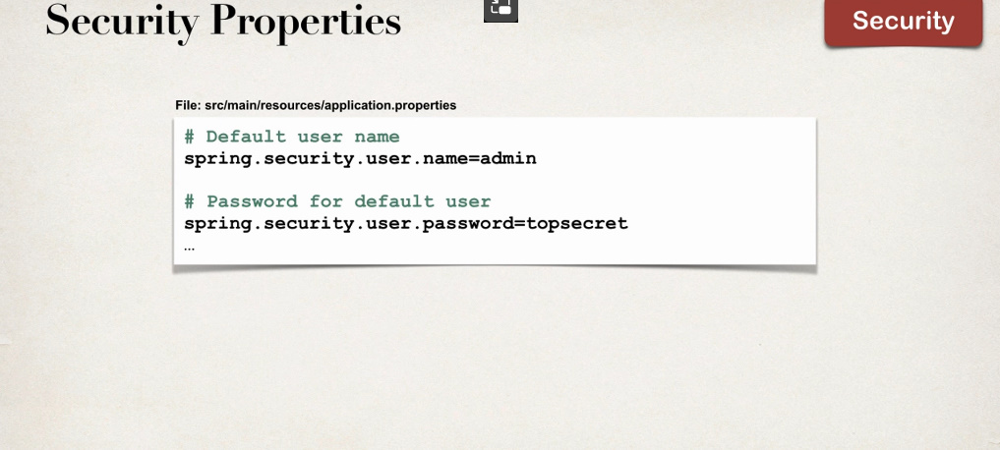 Security Properties
Security
File: src/main/resources/application.properties
# Default user name
spring.security.user.name=admin
# Password for default user
spring.security.user.password=topsecret
...